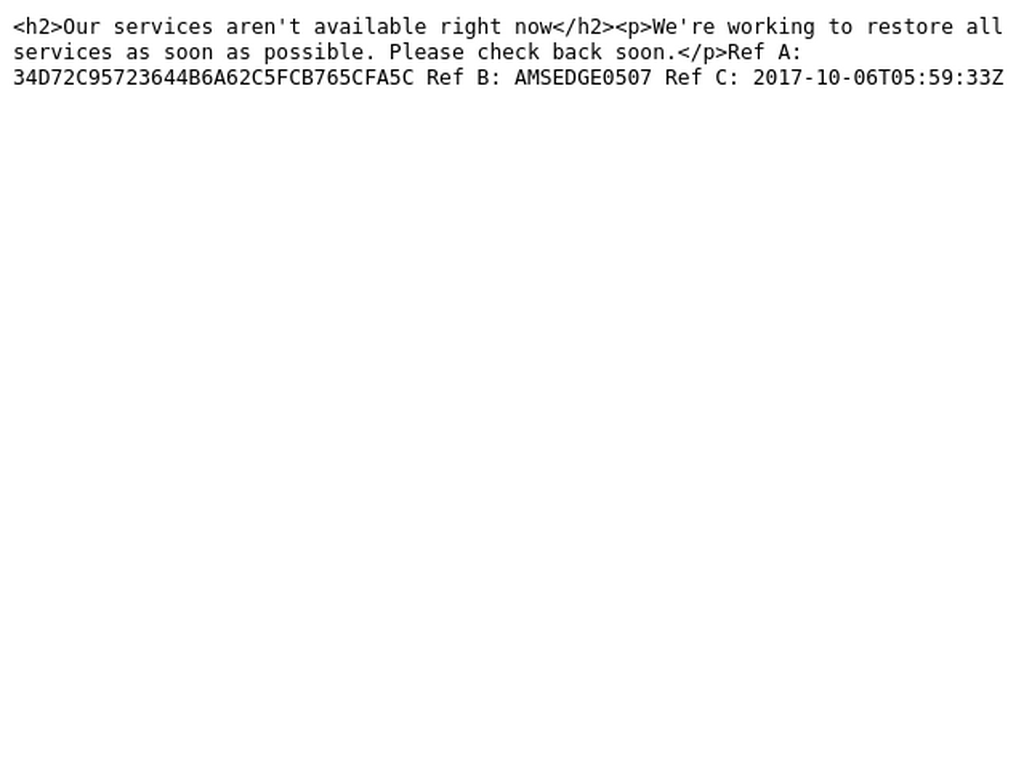 <h2>Our services aren't available right now</h2><p>We're working to restore all
services as soon as possible. Please check back soon.</p>Ref A:
34D72C95723644B6A62C5FCB765CFA5C Ref B: AMSEDGE0507 Ref C: 2017-10-06T05:59:33Z